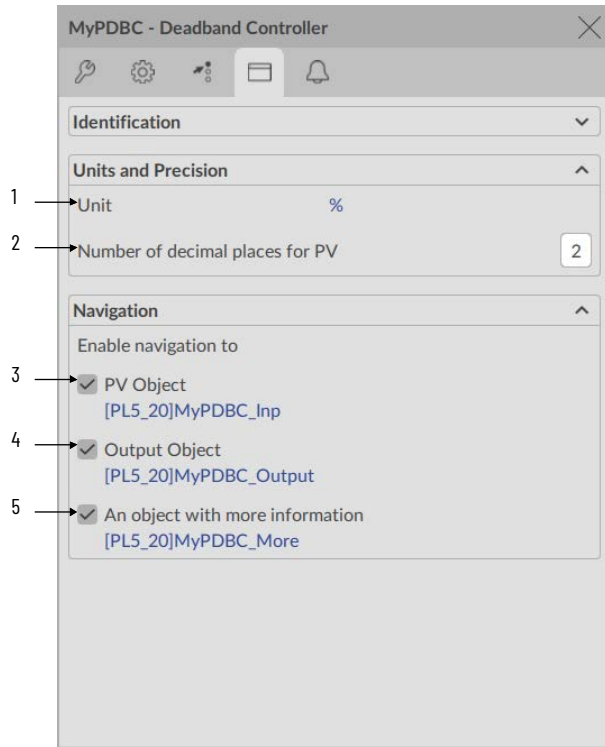 MyPDBC - Deadband Controller
Identification
Units and Precision
1 Unit %
2 Number of decimal places for PV 2
Navigation
Enable navigation to
3 PV Object
[PL5_20]MyPDBC_Inp
4 Output Object
[PL5_20]MyPDBC_Output
5 An object with more information
[PL5_20]MyPDBC_More